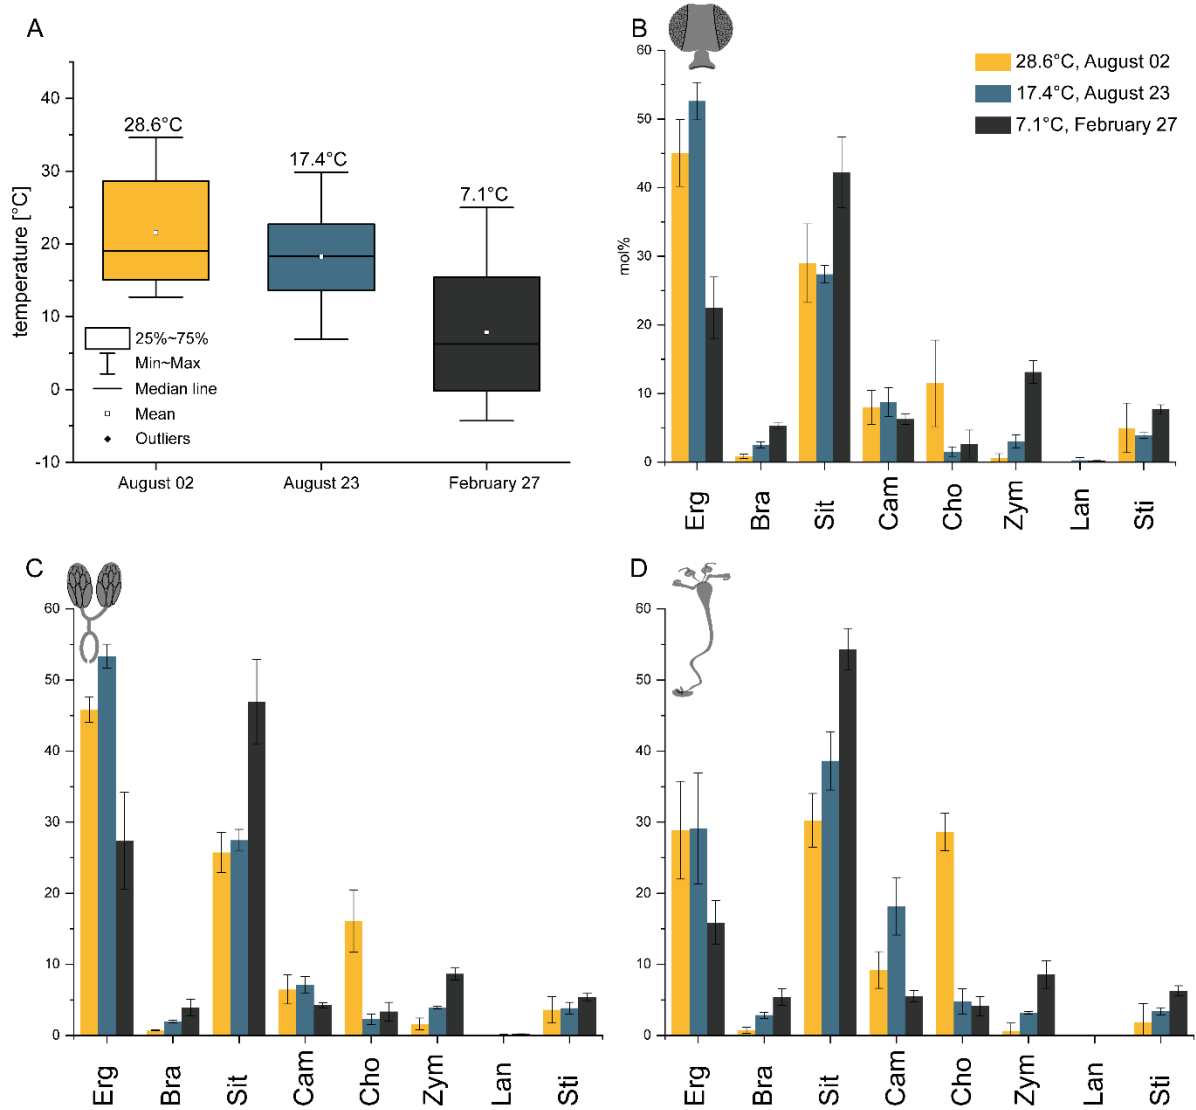 A
temperature [°C]
40
30
20
10
0
-10
28.6°C
17.4°C
7.1°C
25%~75%
Min~Max
Median line
Mean
Outliers
August 02
August 23
February 27
B
mol%
60
50
40
30
20
10
0
28.6°C, August 02
17.4°C, August 23
7.1°C, February 27
Erg
Bra
Sit
Cam
Cho
Zym
Lan
Sti
C
60
50
40
30
20
10
0
Erg
Bra
Sit
Cam
Cho
Zym
Lan
Sti
D
60
50
40
30
20
10
0
Erg
Bra
Sit
Cam
Cho
Zym
Lan
Sti